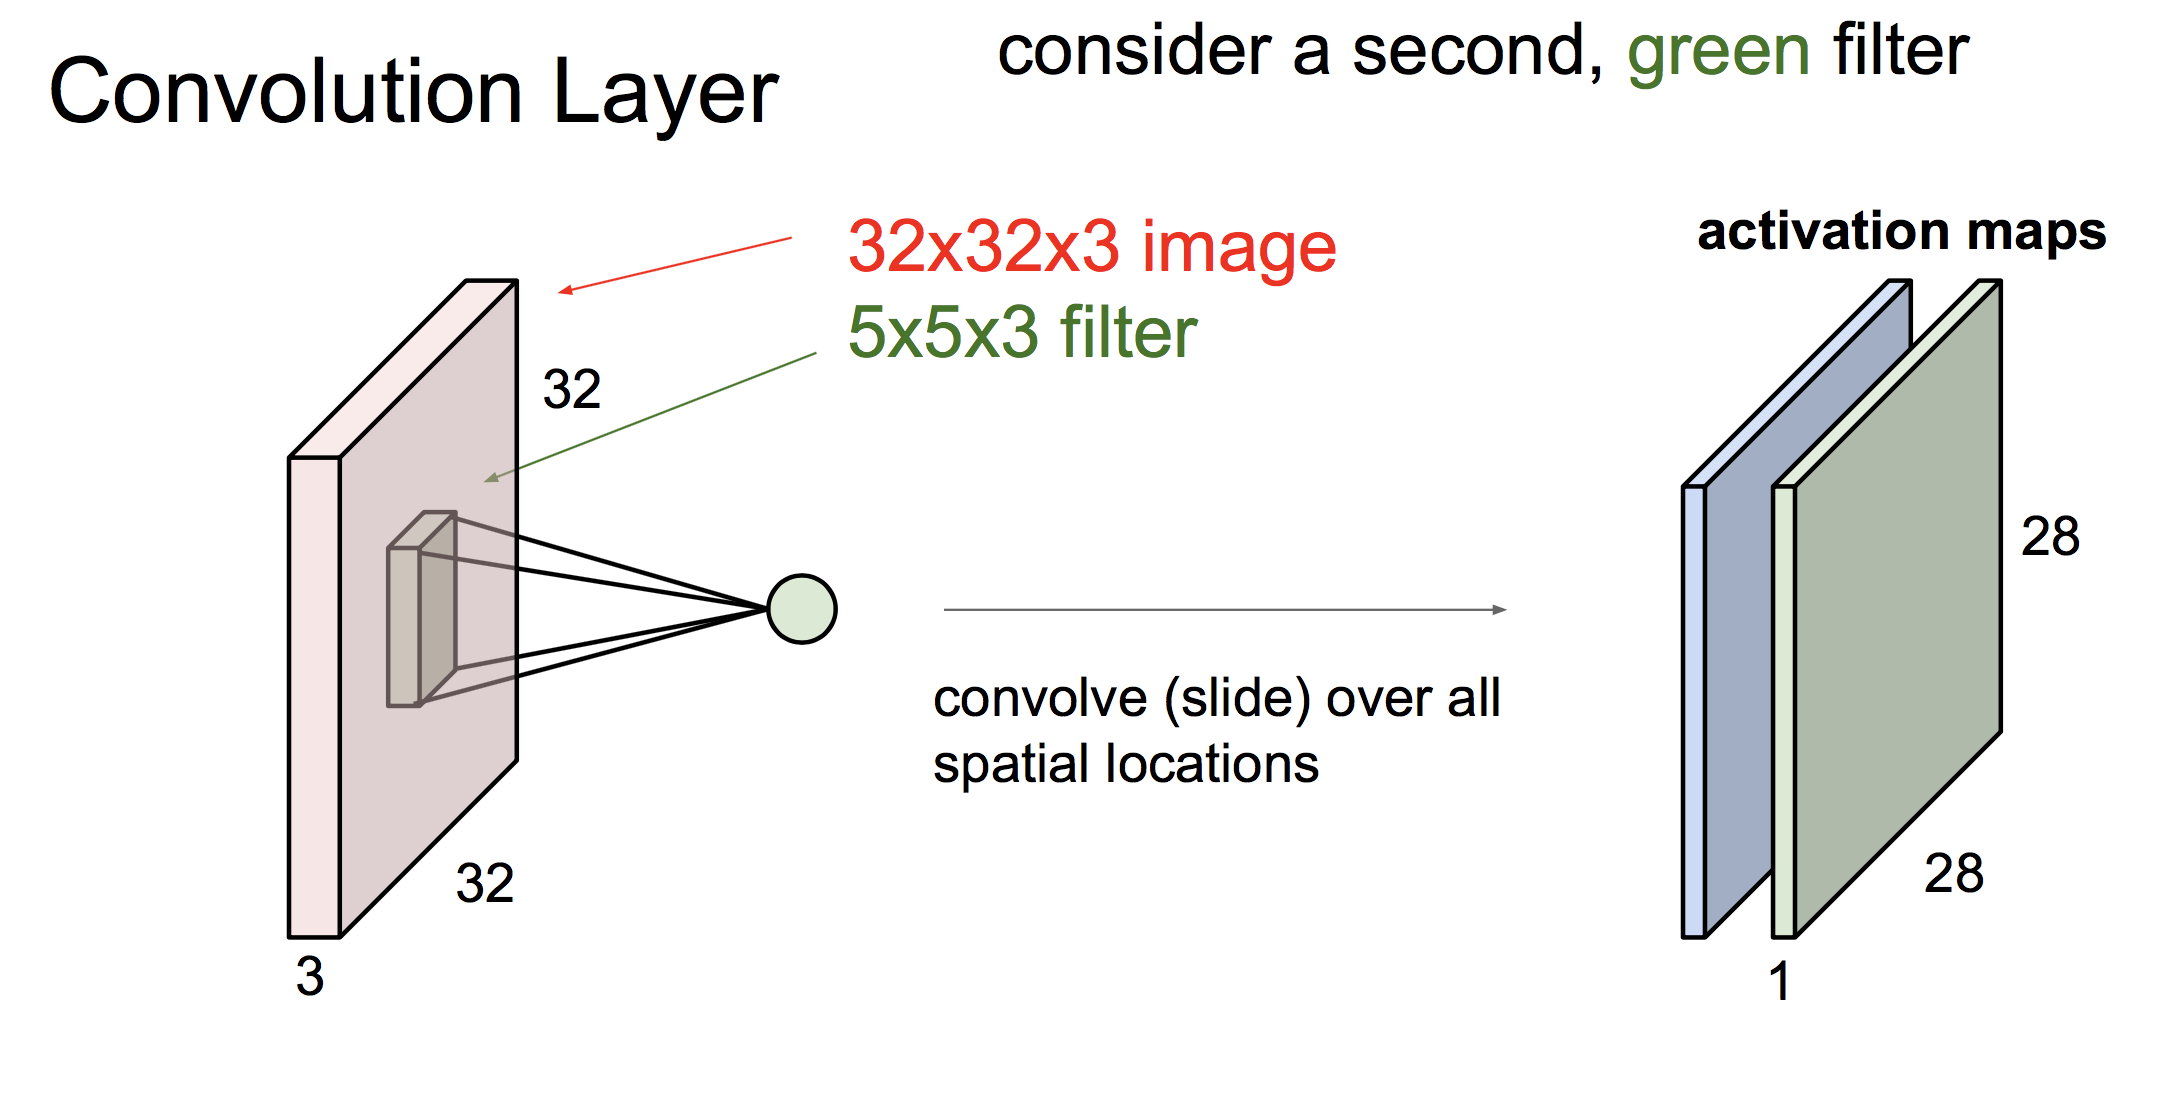 Convolution Layer
consider a second, green filter
32x32x3 image
5x5x3 filter
32
32
3
convolve (slide) over all
spatial locations
activation maps
28
28
1